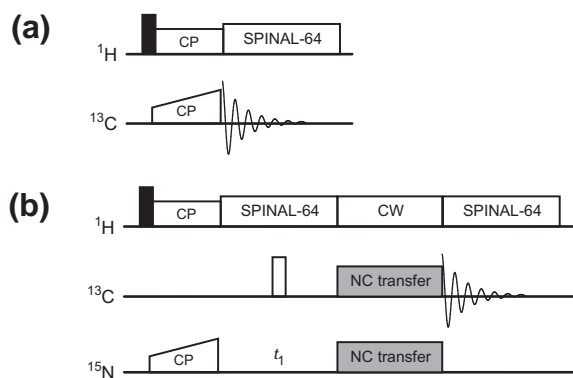 (a)
CP SPINAL-64
¹H
¹³C CP
(b)
CP SPINAL-64 CW SPINAL-64
¹H
¹³C NC transfer
¹⁵N CP t₁ NC transfer